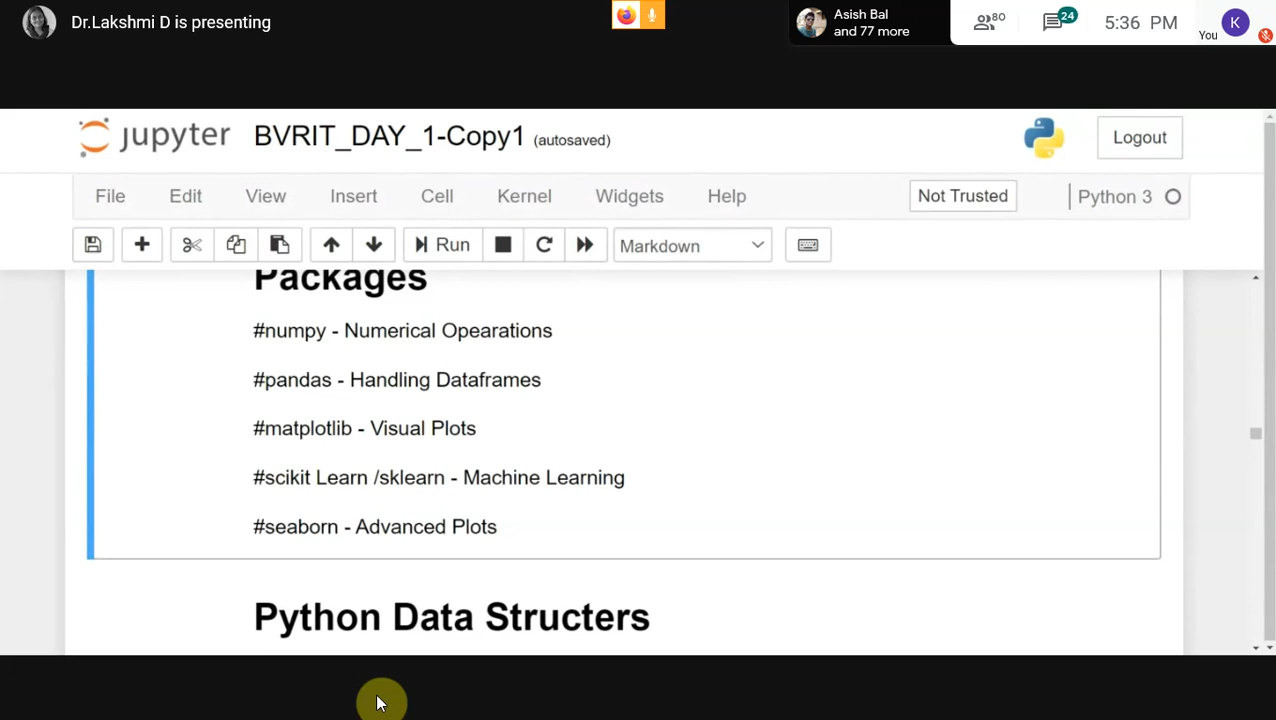 Dr.Lakshmi D is presenting
Asish Bal
and 77 more
80
24
5:36 PM
You
K
jupyter
BVRIT_DAY_1-Copy1 (autosaved)
Logout
File Edit View Insert Cell Kernel Widgets Help
Not Trusted
Python 3
Run
Markdown
Packages
#numpy - Numerical Opearations
#pandas - Handling Dataframes
#matplotlib - Visual Plots
#scikit Learn /sklearn - Machine Learning
#seaborn - Advanced Plots
Python Data Structers